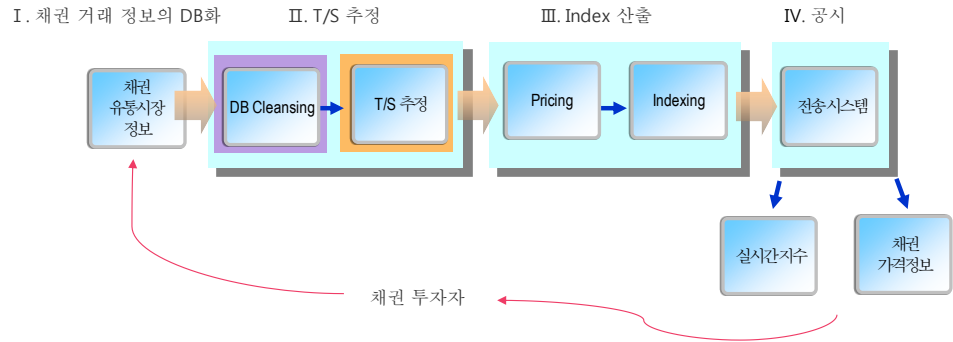 Ⅰ. 채권 거래 정보의 DB화
Ⅱ. T/S 추정
Ⅲ. Index 산출
Ⅳ. 공시
채권
유통시장
정보
DB Cleansing
T/S 추정
Pricing
Indexing
전송시스템
실시간지수
채권
가격정보
채권 투자자